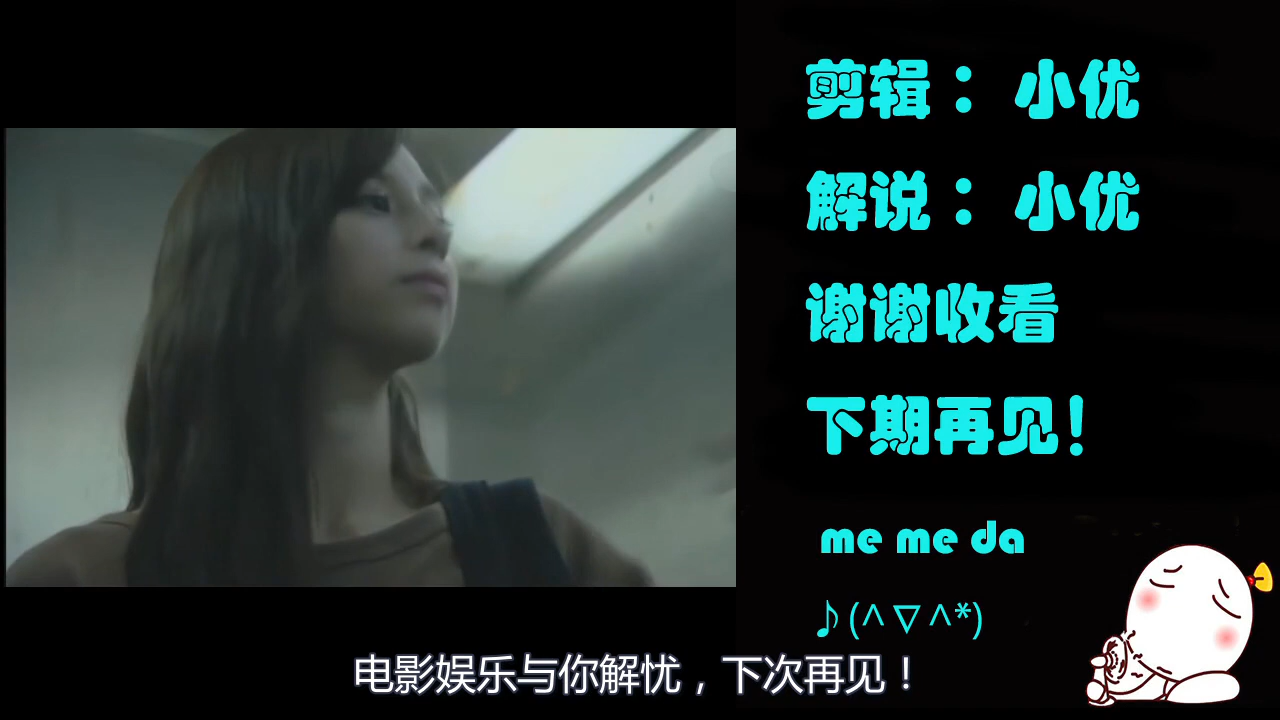 剪辑：小优
解说：小优
谢谢收看
下期再见！
me me da
♪(^∇^*)
电影娱乐与你解忧，下次再见！